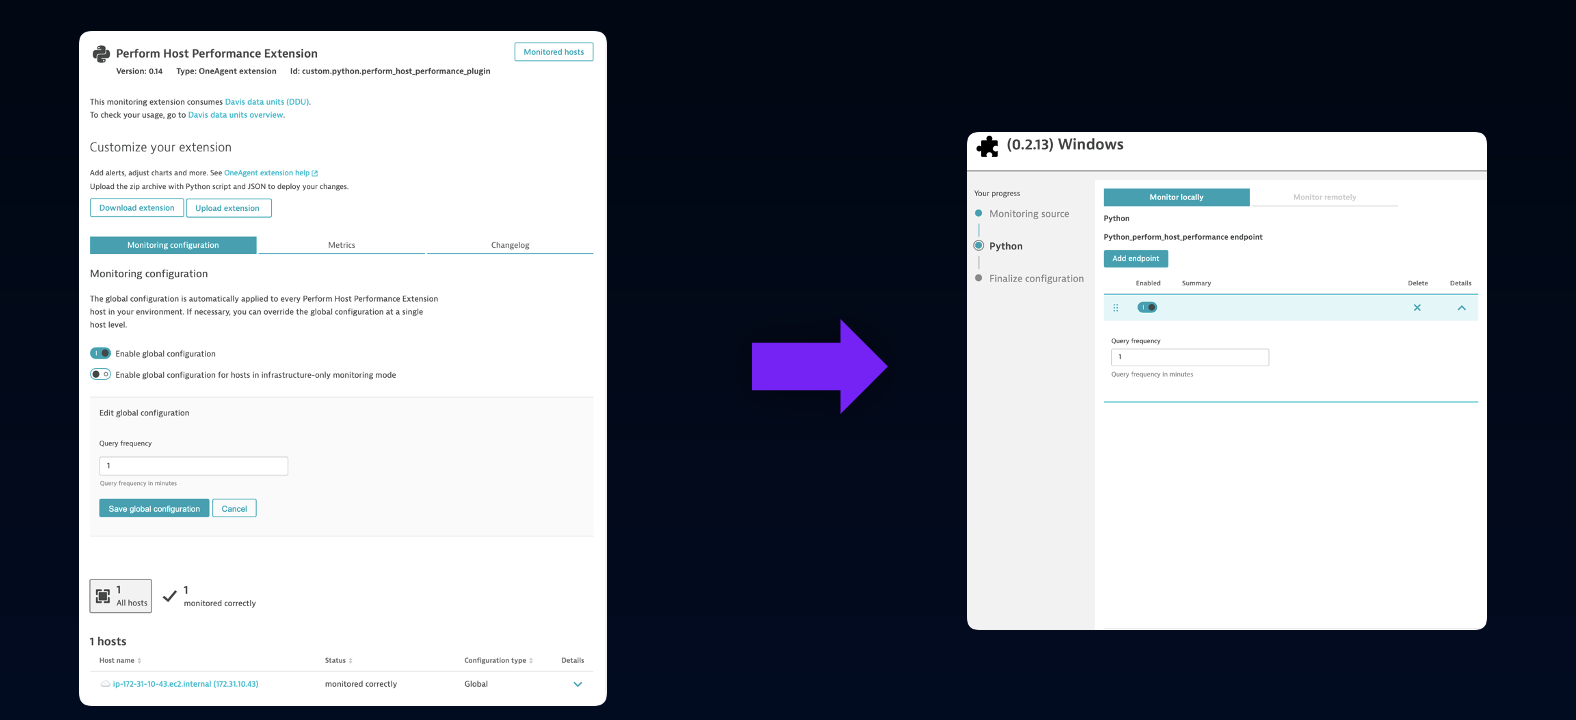 Perform Host Performance Extension
Monitored hosts
Version: 0.14 Type: OneAgent extension Id: custom.python.perform_host_performance_plugin
This monitoring extension consumes Davis data units (DDU).
To check your usage, go to Davis data units overview.
Customize your extension
Add alerts, adjust charts and more. See OneAgent extension help
Upload the zip archive with Python script and JSON to deploy your changes.
Download extension Upload extension
Monitoring configuration Metrics Changelog
Monitoring configuration
The global configuration is automatically applied to every Perform Host Performance Extension
host in your environment. If necessary, you can override the global configuration at a single
host level.
Enable global configuration
Enable global configuration for hosts in infrastructure-only monitoring mode
Edit global configuration
Query frequency
1
Query frequency in minutes
Save global configuration Cancel
1
All hosts
1
monitored correctly
1 hosts
Host name Status Configuration type Details
ip-172-31-10-43.ec2.internal (172.31.10.43) monitored correctly Global
(0.2.13) Windows
Your progress
Monitoring source
Python
Finalize configuration
Monitor locally Monitor remotely
Python
Python_perform_host_performance endpoint
Add endpoint
Enabled Summary Delete Details
Query frequency
1
Query frequency in minutes